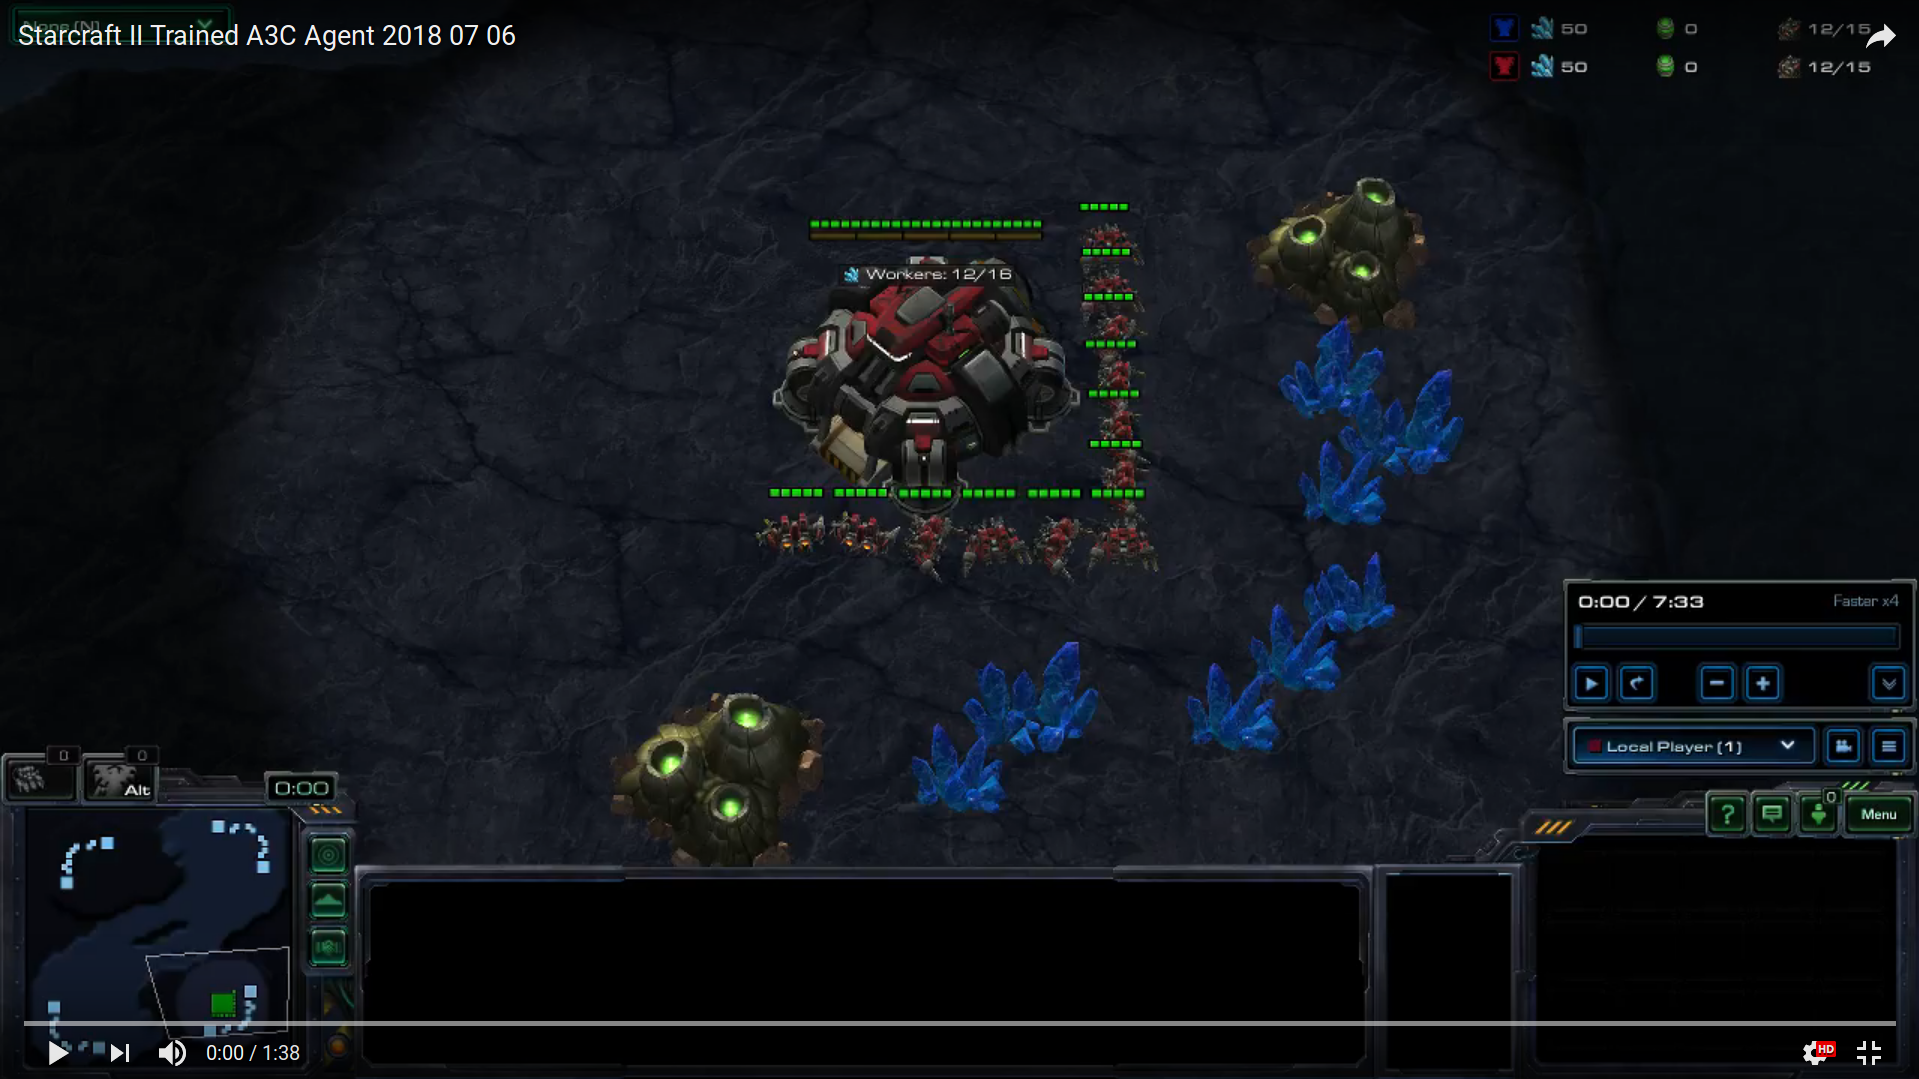 None (N)
Starcraft II Trained A3C Agent 2018 07 06
50 0 12/15
50 0 12/15
Workers: 12/16
0:00 / 7:33 Faster x4
Local Player (1)
0 0
Alt
0:00
0
? Menu
0:00 / 1:38
HD